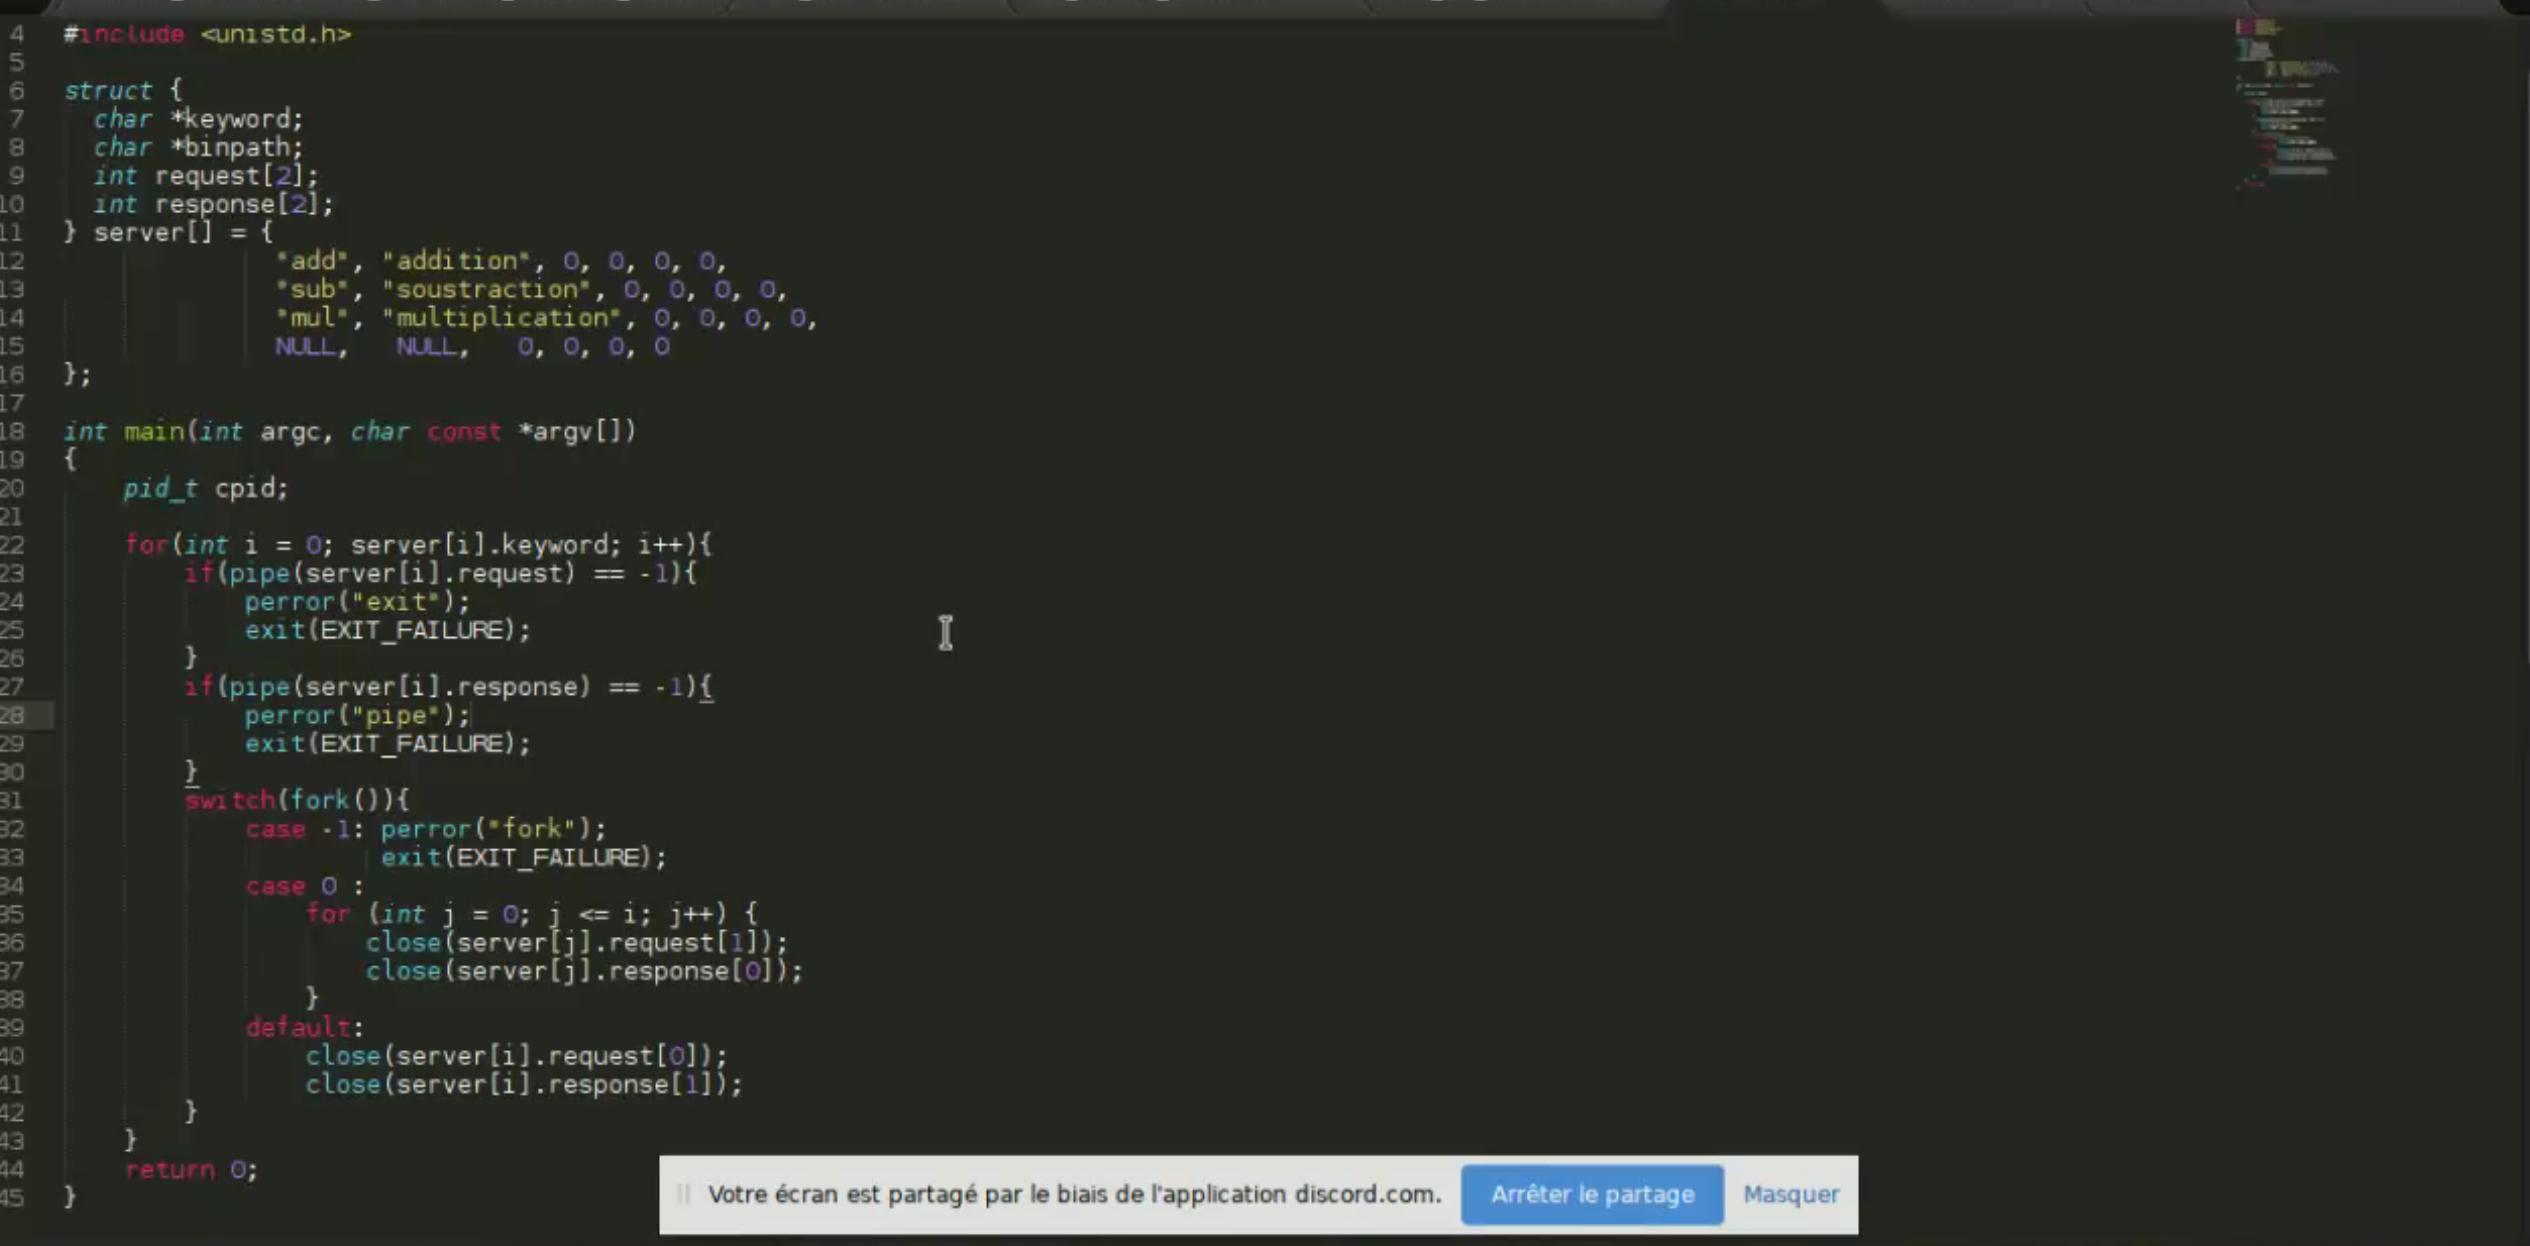 4 #include <unistd.h>
5
6 struct {
7 char *keyword;
8 char *binpath;
9 int request[2];
10 int response[2];
11 } server[] = {
12 "add", "addition", 0, 0, 0, 0,
13 "sub", "soustraction", 0, 0, 0, 0,
14 "mul", "multiplication", 0, 0, 0, 0,
15 NULL, NULL, 0, 0, 0, 0
16 };
17
18 int main(int argc, char const *argv[])
19 {
20 pid_t cpid;
21
22 for(int i = 0; server[i].keyword; i++){
23 if(pipe(server[i].request) == -1){
24 perror("exit");
25 exit(EXIT_FAILURE);
26 }
27 if(pipe(server[i].response) == -1){
28 perror("pipe");
29 exit(EXIT_FAILURE);
30 }
31 switch(fork()){
32 case -1: perror("fork");
33 exit(EXIT_FAILURE);
34 case 0 :
35 for (int j = 0; j <= i; j++) {
36 close(server[j].request[1]);
37 close(server[j].response[0]);
38 }
39 default:
40 close(server[i].request[0]);
41 close(server[i].response[1]);
42 }
43 }
44 return 0;
45 }
Votre écran est partagé par le biais de l'application discord.com. Arrêter le partage Masquer